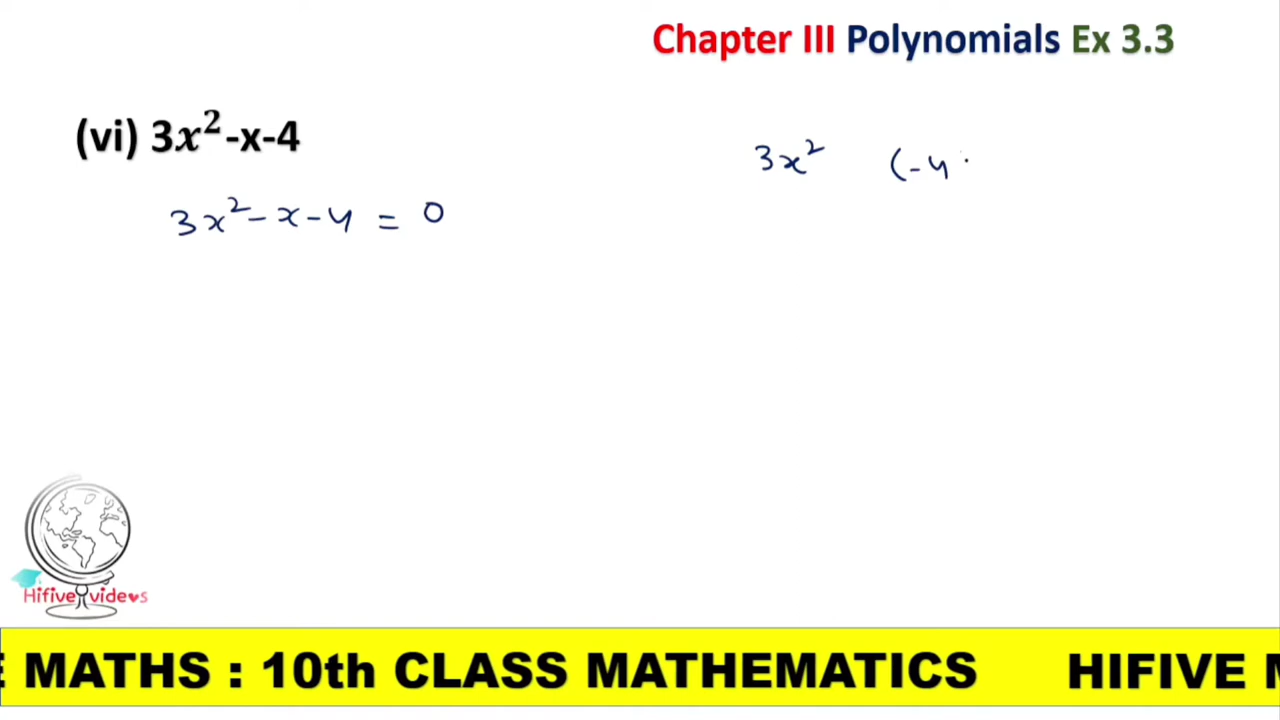 Chapter III Polynomials Ex 3.3
(vi) 3x²-x-4
3x² (-4
3x² - x - 4 = 0
Hifive videos
E MATHS : 10th CLASS MATHEMATICS HIFIVE M